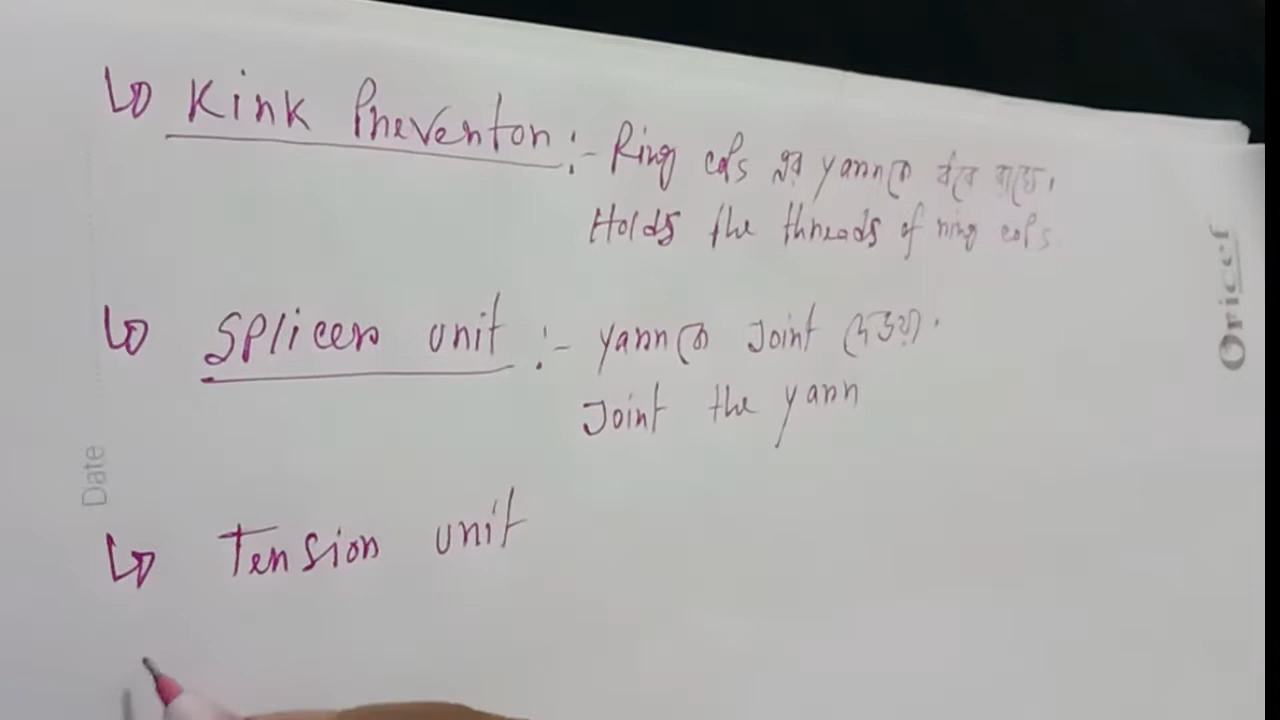 Kink Preventor :- Ring cops এর yarn কে ধরে রাখে।
Holds the threads of ring cops
Splicer unit :- yarn কে Joint দেওয়া.
Joint the yarn
Tension unit
Date
Oricef